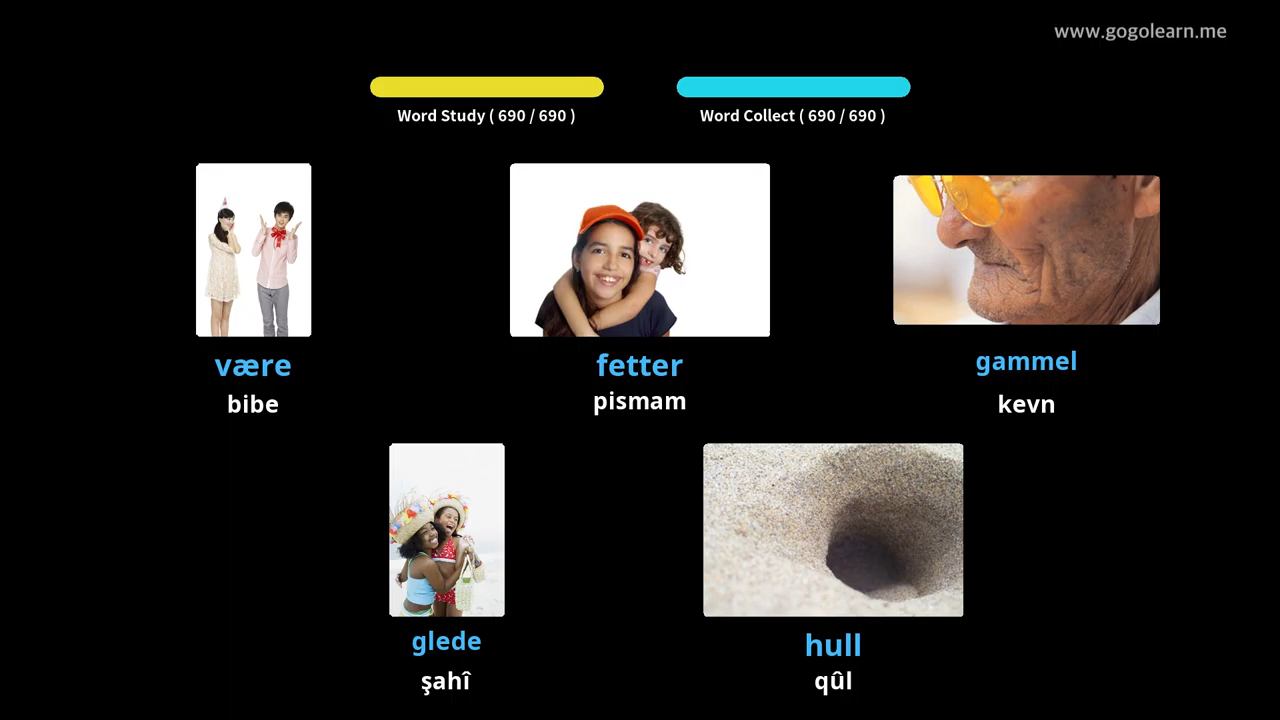 www.gogolearn.me
Word Study ( 690 / 690 )
Word Collect ( 690 / 690 )
være
bibe
fetter
pismam
gammel
kevn
glede
şahî
hull
qûl